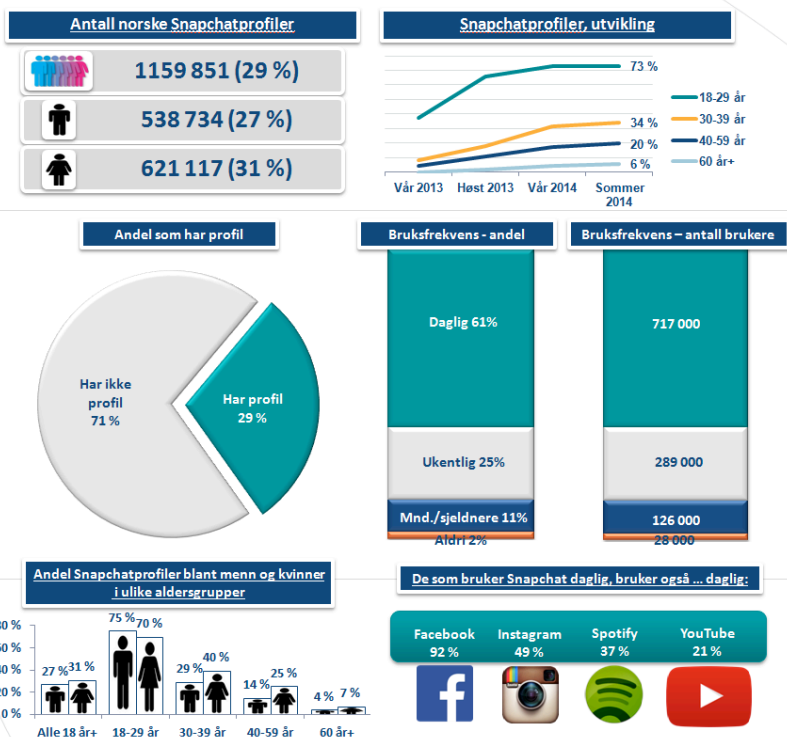 Antall norske Snapchatprofiler
1159 851 (29 %)
538 734 (27 %)
621 117 (31 %)
Snapchatprofiler, utvikling
73 %
34 %
20 %
6 %
18-29 år
30-39 år
40-59 år
60 år+
Vår 2013 Høst 2013 Vår 2014 Sommer
2014
Andel som har profil
Har ikke
profil
71 %
Har profil
29 %
Bruksfrekvens - andel
Daglig 61%
Ukentlig 25%
Mnd./sjeldnere 11%
Aldri 2%
Bruksfrekvens – antall brukere
717 000
289 000
126 000
28 000
Andel Snapchatprofiler blant menn og kvinner
i ulike aldersgrupper
60 %
40 %
20 %
0 %
27 % 31 %
75 % 70 %
29 % 40 %
14 % 25 %
4 % 7 %
Alle 18 år+ 18-29 år 30-39 år 40-59 år 60 år+
De som bruker Snapchat daglig, bruker også ... daglig:
Facebook Instagram Spotify YouTube
92 % 49 % 37 % 21 %